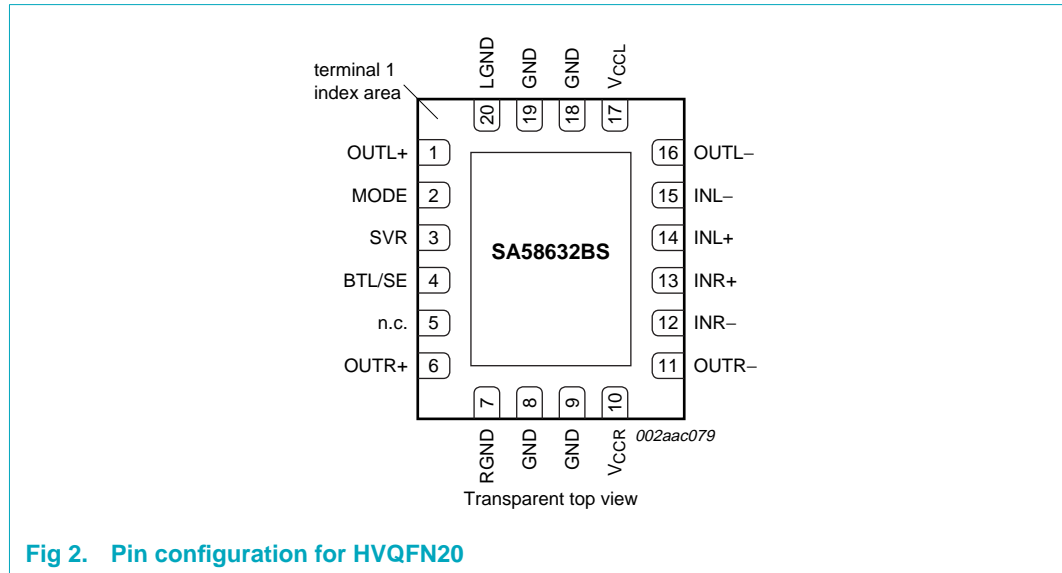 terminal 1
index area
LGND
GND
GND
VCCL
20
19
18
17
OUTL+ 1
16 OUTL−
MODE 2
15 INL−
SVR 3
14 INL+
SA58632BS
BTL/SE 4
13 INR+
n.c. 5
12 INR−
OUTR+ 6
11 OUTR−
7
8
9
10
RGND
GND
GND
VCCR
002aac079
Transparent top view
Fig 2. Pin configuration for HVQFN20